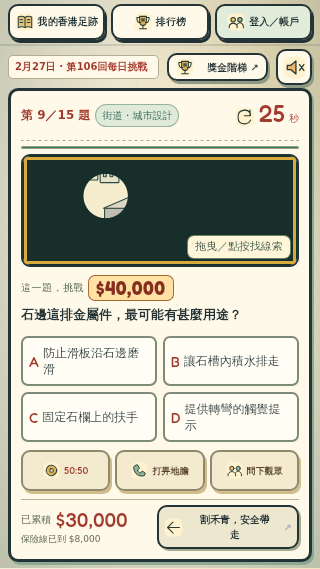 我的香港足跡
排行榜
登入／帳戶
2月27日・第106回每日挑戰
獎金階梯 ↗
第 9／15 題
街道・城市設計
25 秒
拖曳／點按找線索
這一題，挑戰 $40,000
石邊這排金屬件，最可能有甚麼用途？
A 防止滑板沿石邊磨滑
B 讓石槽內積水排走
C 固定石欄上的扶手
D 提供轉彎的觸覺提示
50:50
打畀地膽
問下觀眾
已累積 $30,000
保險線已到 $8,000
割禾青，安全帶走 ↗